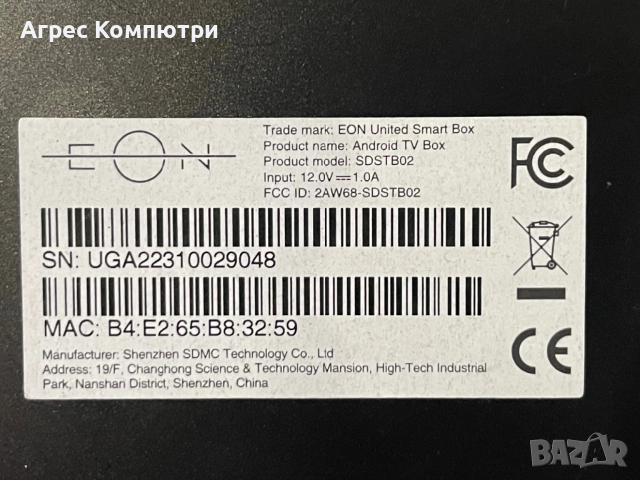 Агрес Компютри
EON
Trade mark: EON United Smart Box
Product name: Android TV Box
Product model: SDSTB02
Input: 12.0V⎓1.0A
FCC ID: 2AW68-SDSTB02
FC
SN: UGA22310029048
MAC: B4:E2:65:B8:32:59
Manufacturer: Shenzhen SDMC Technology Co., Ltd
Address: 19/F, Changhong Science & Technology Mansion, High-Tech Industrial
Park, Nanshan District, Shenzhen, China
CE
BAZAR